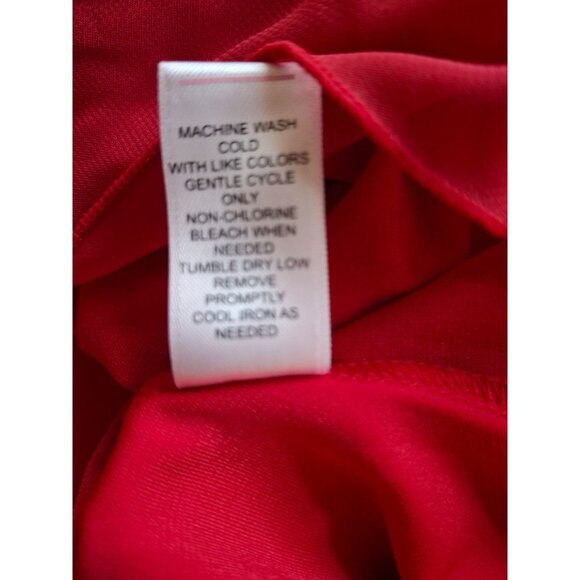 MACHINE WASH
COLD
WITH LIKE COLORS
GENTLE CYCLE
ONLY
NON-CHLORINE
BLEACH WHEN
NEEDED
TUMBLE DRY LOW
REMOVE
PROMPTLY
COOL IRON AS
NEEDED